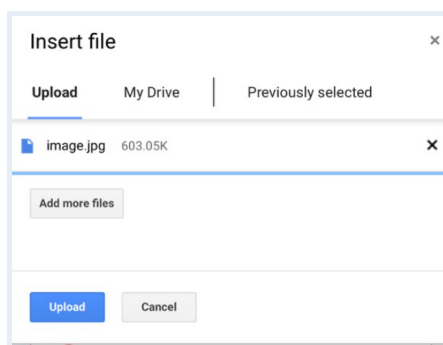 Insert file
Upload My Drive Previously selected
image.jpg 603.05K
Add more files
Upload Cancel